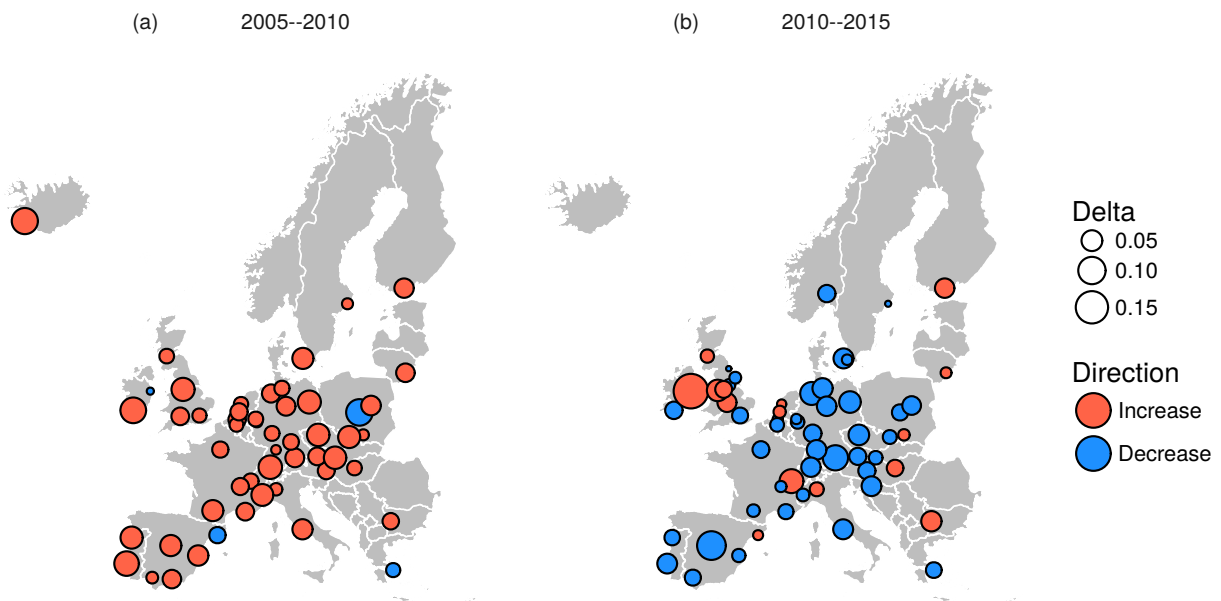 (a) 2005--2010
(b) 2010--2015
Delta
0.05
0.10
0.15
Direction
Increase
Decrease